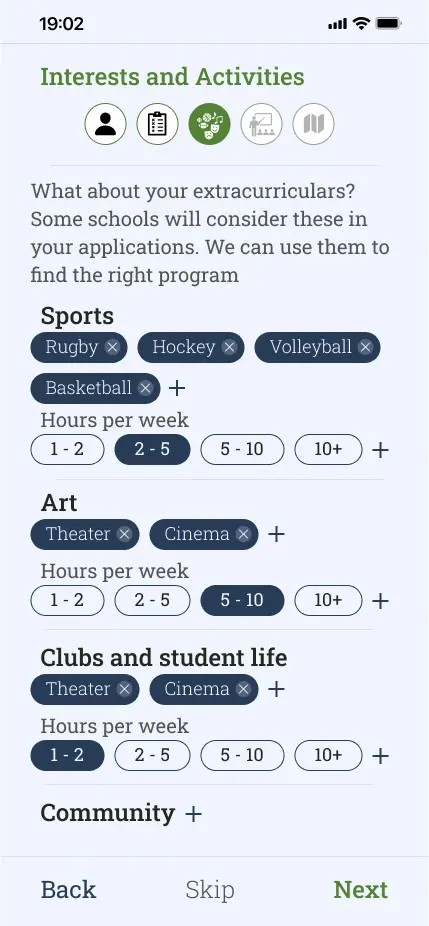 19:02
Interests and Activities
What about your extracurriculars?
Some schools will consider these in
your applications. We can use them to
find the right program
Sports
Rugby Hockey Volleyball
Basketball +
Hours per week
1 - 2 2 - 5 5 - 10 10+ +
Art
Theater Cinema +
Hours per week
1 - 2 2 - 5 5 - 10 10+ +
Clubs and student life
Theater Cinema +
Hours per week
1 - 2 2 - 5 5 - 10 10+ +
Community +
Back Skip Next